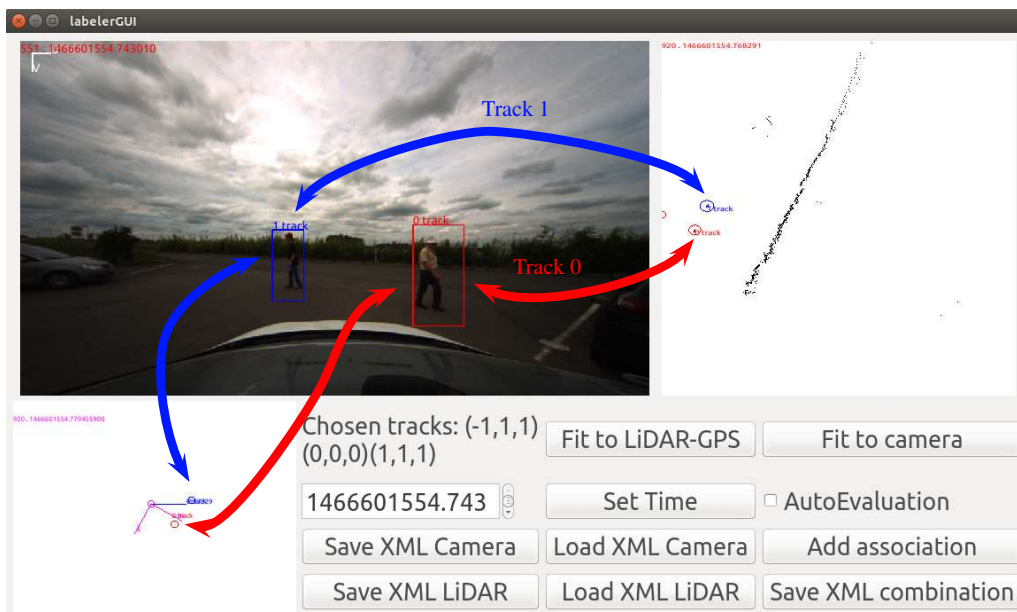 labelerGUI
551 : 1466601554.743010
920 . 1466601554.768291
Track 1
track
1 track
0 track
track
Track 0
920 . 1466601554.779455900
Chosen tracks: (-1,1,1)
(0,0,0)(1,1,1)
Fit to LiDAR-GPS
Fit to camera
1466601554.743
Set Time
AutoEvaluation
Save XML Camera
Load XML Camera
Add association
Save XML LiDAR
Load XML LiDAR
Save XML combination